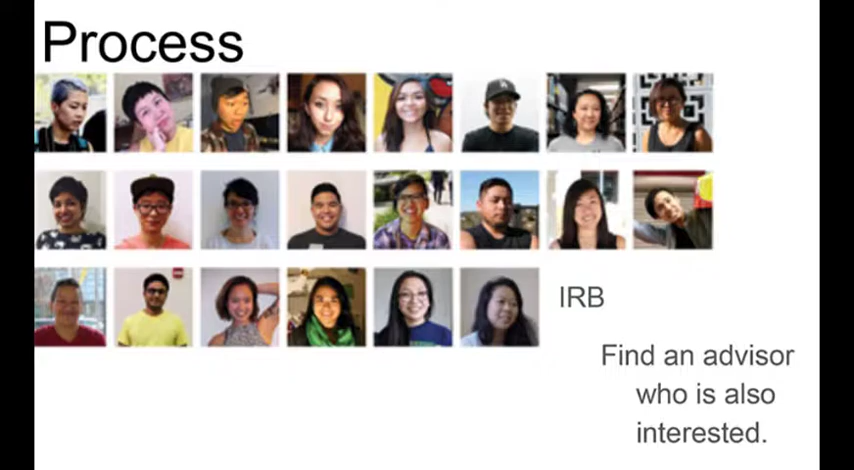 Process
IRB
Find an advisor
who is also
interested.